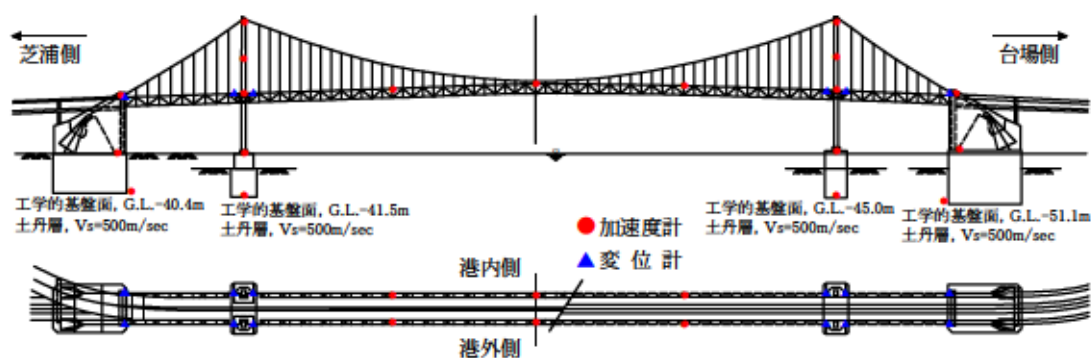 芝浦側
台場側
工学的基盤面, G.L.-40.4m
土丹層, Vs=500m/sec
工学的基盤面, G.L.-41.5m
土丹層, Vs=500m/sec
工学的基盤面, G.L.-45.0m
土丹層, Vs=500m/sec
工学的基盤面, G.L.-51.1m
土丹層, Vs=500m/sec
加速度計
変 位 計
港内側
港外側